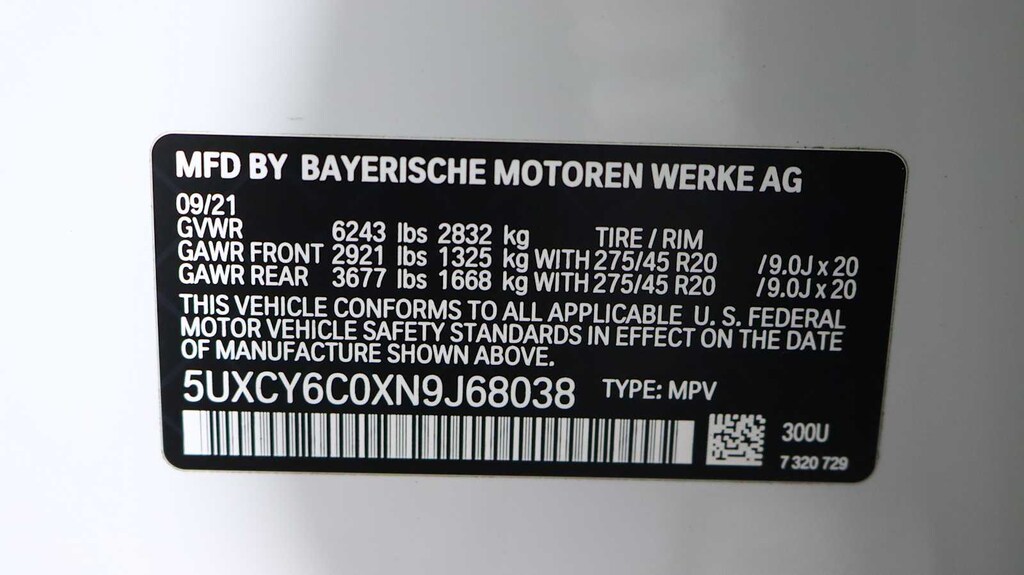 MFD BY BAYERISCHE MOTOREN WERKE AG
09/21
GVWR 6243 lbs 2832 kg TIRE / RIM
GAWR FRONT 2921 lbs 1325 kg WITH 275/45 R20 /9.0J x 20
GAWR REAR 3677 lbs 1668 kg WITH 275/45 R20 /9.0J x 20
THIS VEHICLE CONFORMS TO ALL APPLICABLE U. S. FEDERAL
MOTOR VEHICLE SAFETY STANDARDS IN EFFECT ON THE DATE
OF MANUFACTURE SHOWN ABOVE.
5UXCY6C0XN9J68038 TYPE: MPV
300U
7 320 729